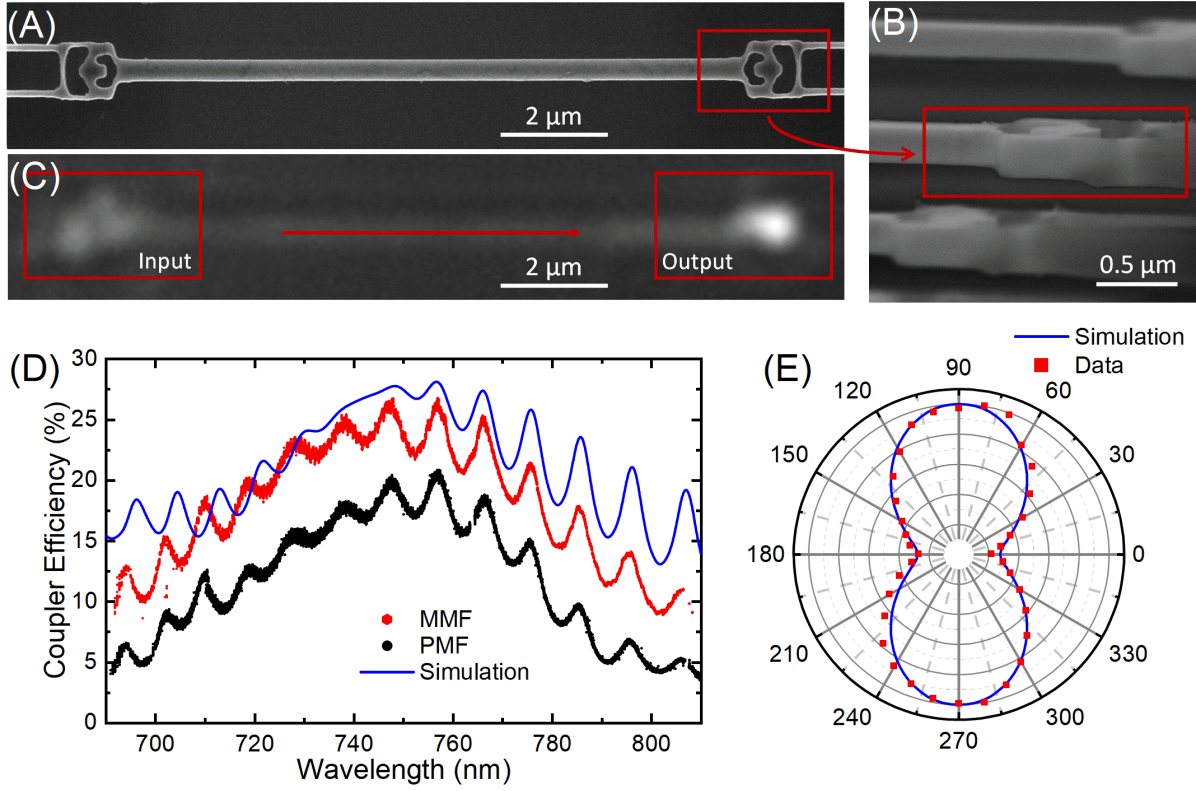 (A)
2 μm
(B)
0.5 μm
(C)
Input
Output
2 μm
(D)
30
25
20
15
10
5
0
Coupler Efficiency (%)
MMF
PMF
Simulation
700 720 740 760 780 800
Wavelength (nm)
(E)
Simulation
Data
90
120 60
150 30
180 0
210 330
240 300
270